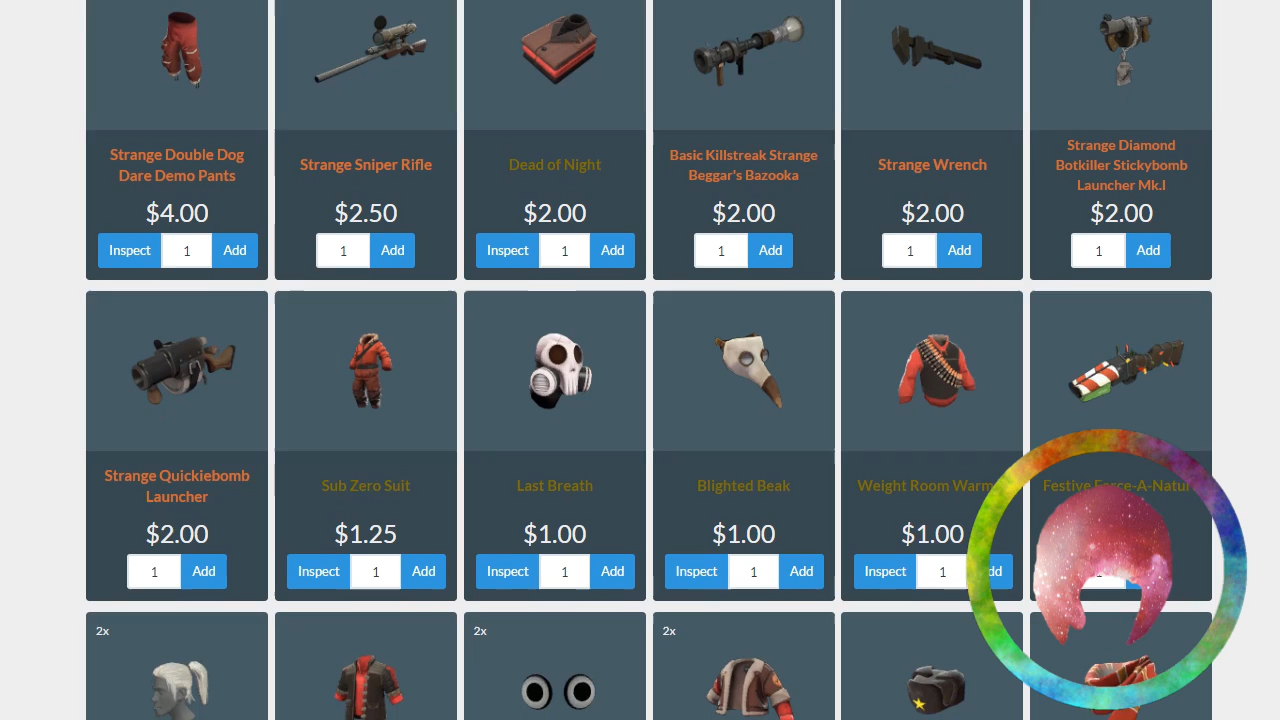 Strange Double Dog
Dare Demo Pants
$4.00
Inspect 1 Add
Strange Sniper Rifle
$2.50
1 Add
Dead of Night
$2.00
Inspect 1 Add
Basic Killstreak Strange
Beggar's Bazooka
$2.00
1 Add
Strange Wrench
$2.00
1 Add
Strange Diamond
Botkiller Stickybomb
Launcher Mk.I
$2.00
1 Add
Strange Quickiebomb
Launcher
$2.00
1 Add
Sub Zero Suit
$1.25
Inspect 1 Add
Last Breath
$1.00
Inspect 1 Add
Blighted Beak
$1.00
Inspect 1 Add
Weight Room
$1.00
Inspect 1
Festive
2x
2x
2x